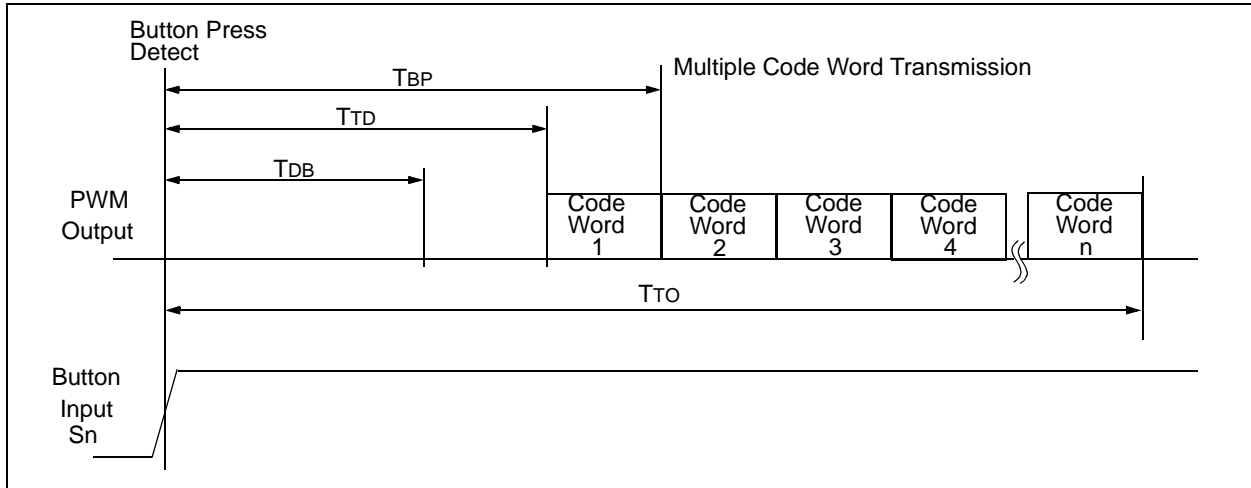 Button Press
Detect
TBP
Multiple Code Word Transmission
TTD
TDB
PWM
Output
Code
Word
1
Code
Word
2
Code
Word
3
Code
Word
4
Code
Word
n
TTO
Button
Input
Sn